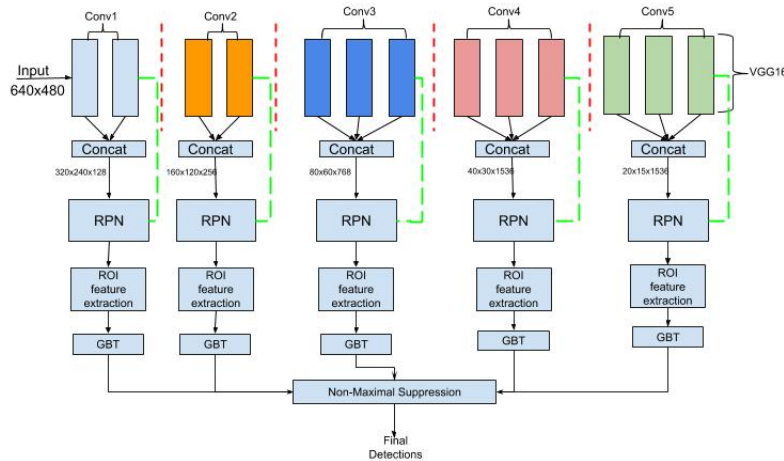 Conv1
Conv2
Conv3
Conv4
Conv5
Input
640x480
VGG16
Concat
Concat
Concat
Concat
Concat
320x240x128
160x120x256
80x60x768
40x30x1536
20x15x1536
RPN
RPN
RPN
RPN
RPN
ROI
feature
extraction
ROI
feature
extraction
ROI
feature
extraction
ROI
feature
extraction
ROI
feature
extraction
GBT
GBT
GBT
GBT
GBT
Non-Maximal Suppression
Final
Detections